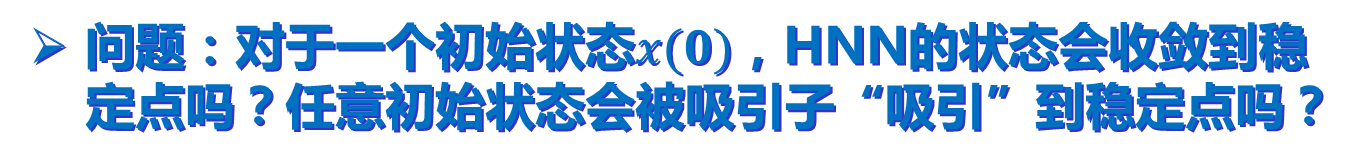 ➢ 问题：对于一个初始状态x(0)，HNN的状态会收敛到稳
定点吗？任意初始状态会被吸引子“吸引”到稳定点吗？